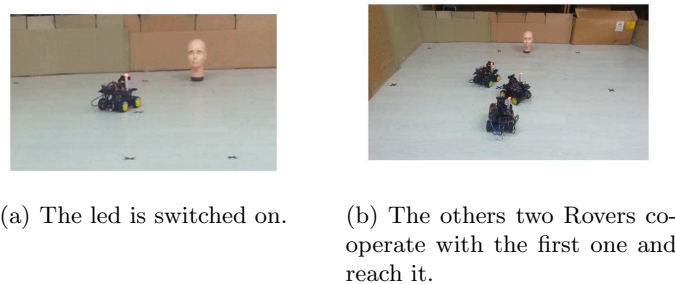 (a) The led is switched on.
(b) The others two Rovers co-
operate with the first one and
reach it.